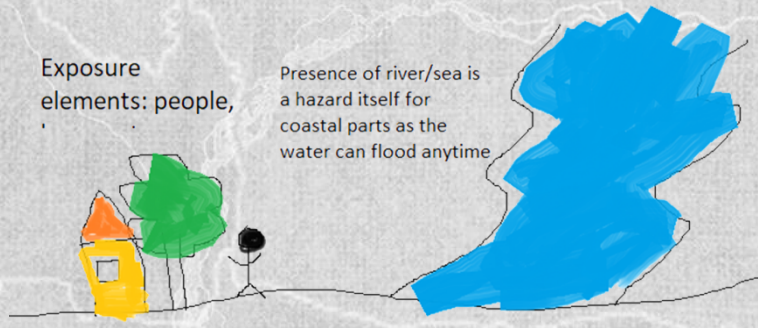 Exposure
elements: people,
Presence of river/sea is
a hazard itself for
coastal parts as the
water can flood anytime